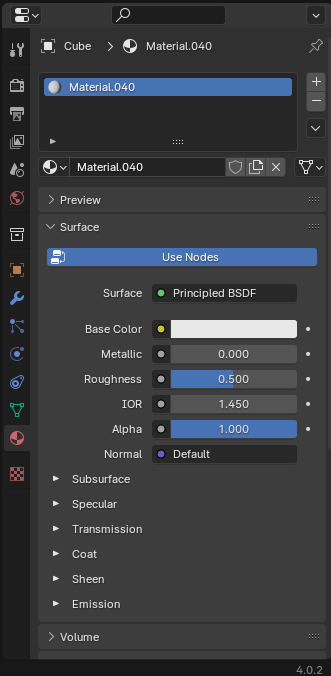 Cube > Material.040
Material.040
Material.040
Preview
Surface
Use Nodes
Surface Principled BSDF
Base Color
Metallic 0.000
Roughness 0.500
IOR 1.450
Alpha 1.000
Normal Default
Subsurface
Specular
Transmission
Coat
Sheen
Emission
Volume
4.0.2